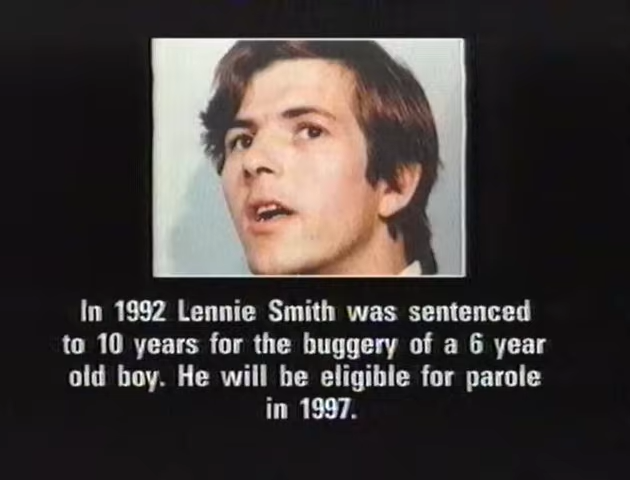 In 1992 Lennie Smith was sentenced
to 10 years for the buggery of a 6 year
old boy. He will be eligible for parole
in 1997.